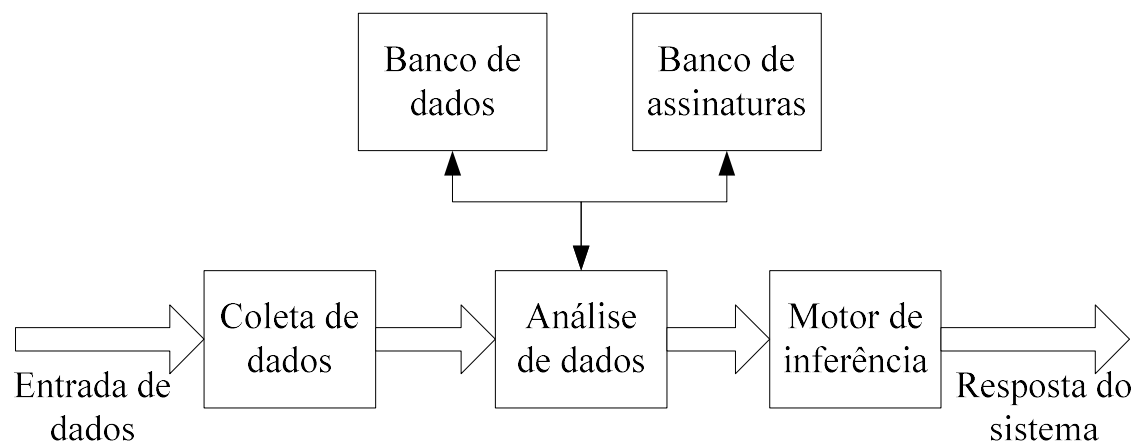 Banco de
dados
Banco de
assinaturas
Coleta de
dados
Análise
de dados
Motor de
inferência
Entrada de
dados
Resposta do
sistema